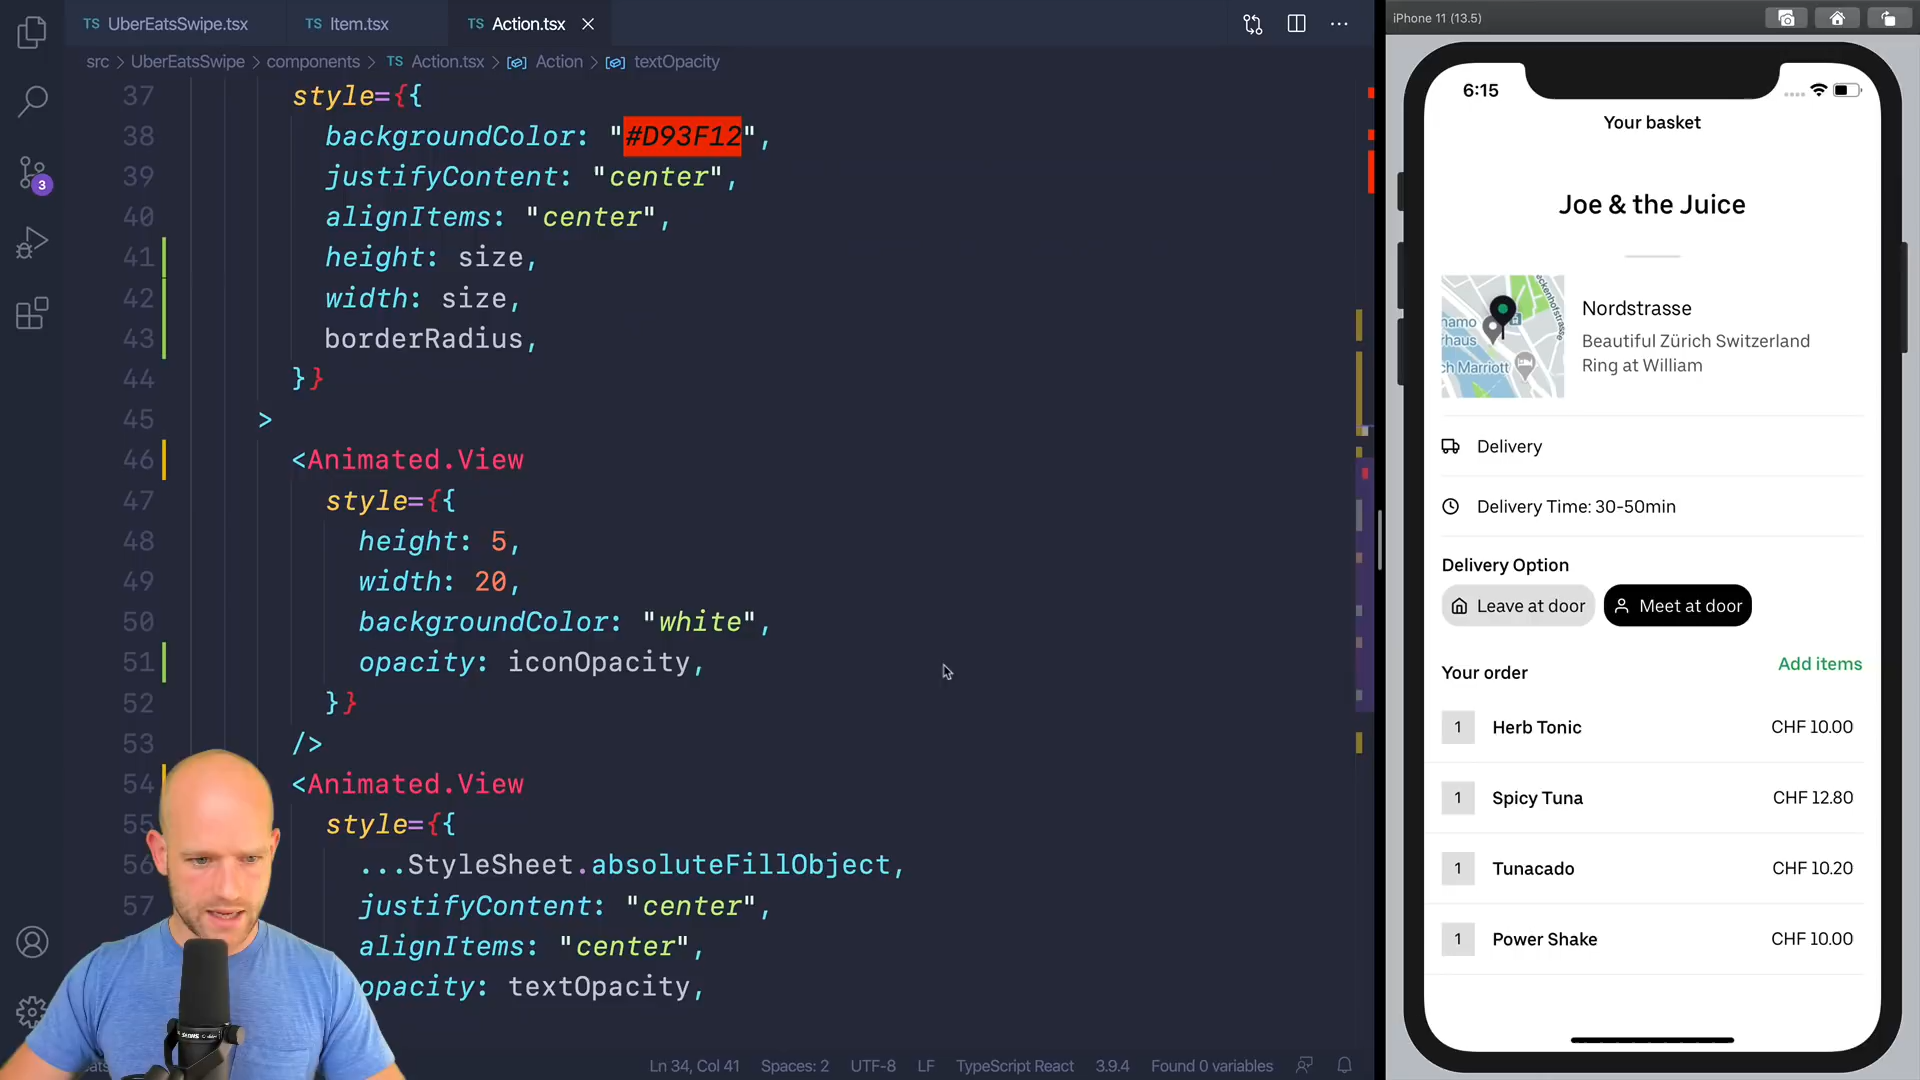 TS UberEatsSwipe.tsx TS Item.tsx TS Action.tsx
src > UberEatsSwipe > components > TS Action.tsx > Action > textOpacity
37 style={{
38 backgroundColor: "#D93F12",
39 justifyContent: "center",
40 alignItems: "center",
41 height: size,
42 width: size,
43 borderRadius,
44 }}
45 >
46 <Animated.View
47 style={{
48 height: 5,
49 width: 20,
50 backgroundColor: "white",
51 opacity: iconOpacity,
52 }}
53 />
54 <Animated.View
55 style={{
56 ...StyleSheet.absoluteFillObject,
57 justifyContent: "center",
alignItems: "center",
opacity: textOpacity,
3
Ln 34, Col 41 Spaces: 2 UTF-8 LF TypeScript React 3.9.4 Found 0 variables
iPhone 11 (13.5)
6:15
Your basket
Joe & the Juice
Nordstrasse
Beautiful Zürich Switzerland
Ring at William
Delivery
Delivery Time: 30-50min
Delivery Option
Leave at door Meet at door
Your order Add items
1 Herb Tonic CHF 10.00
1 Spicy Tuna CHF 12.80
1 Tunacado CHF 10.20
1 Power Shake CHF 10.00